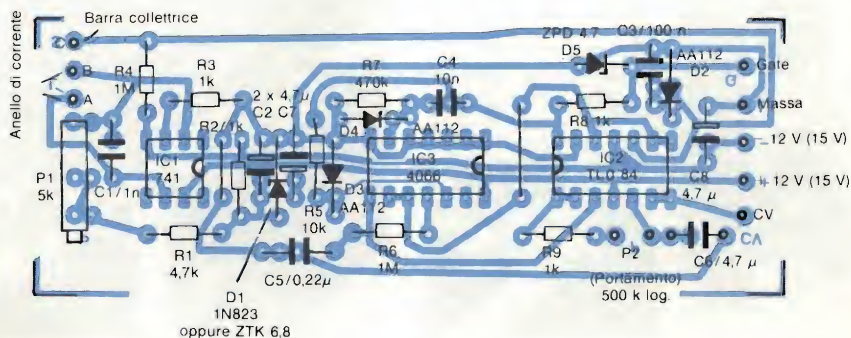 Barra collettrice
Anello di corrente
B
A
R4
1M
R3
1k
P1
5k
C1/1n
IC1
741
R2/1k
2 x 4,7µ
C2 C7
R1
4,7k
D1
1N823
oppure ZTK 6,8
C5/0,22µ
R5
10k
D3
AA112
D4
AA112
R7
470k
C4
10n
IC3
4066
R6
1M
ZPD 4.7
D5
C3/100n
AA112
D2
R8 1k
IC2
TL0 84
R9
1k
P2
(Portamento)
500 k log.
C6/4,7 µ
C8
4,7 µ
Gate
G
Massa
-12 V (15 V)
+ 12 V (15 V)
CV